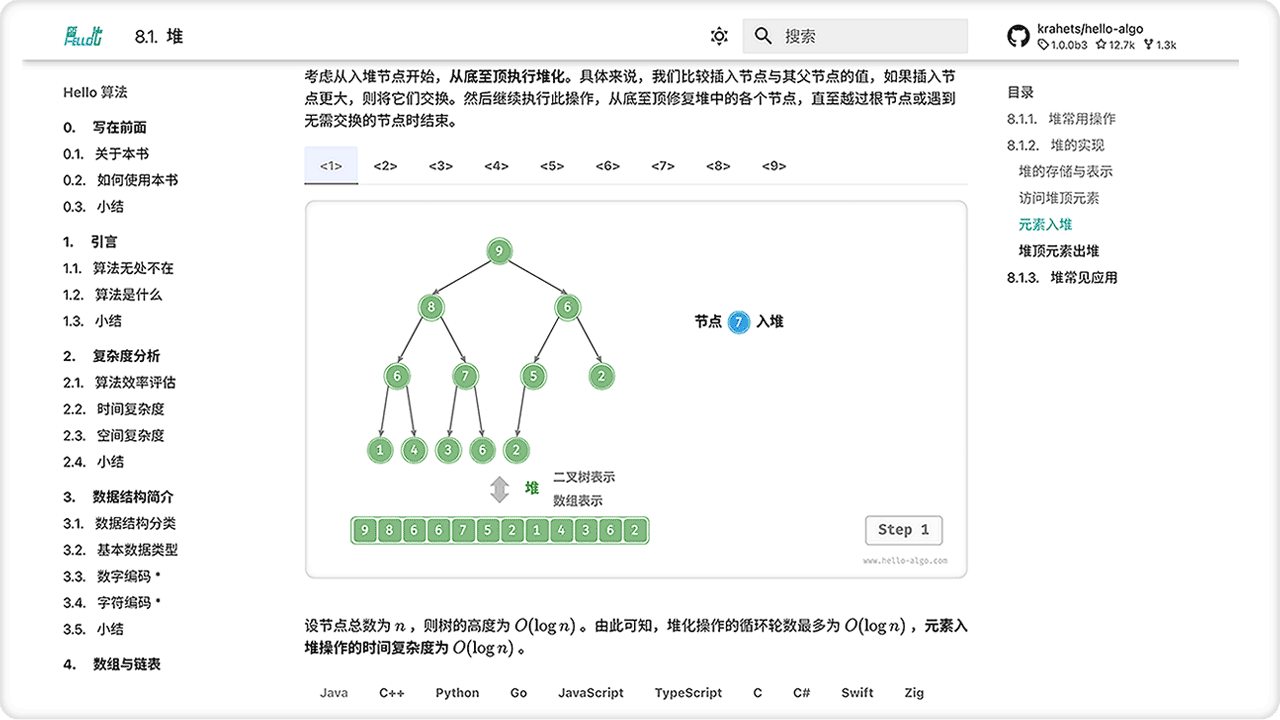 HELLO
8.1. 堆
搜索
krahets/hello-algo
1.0.0b3 12.7k 1.3k
Hello 算法
0. 写在前面
0.1. 关于本书
0.2. 如何使用本书
0.3. 小结
1. 引言
1.1. 算法无处不在
1.2. 算法是什么
1.3. 小结
2. 复杂度分析
2.1. 算法效率评估
2.2. 时间复杂度
2.3. 空间复杂度
2.4. 小结
3. 数据结构简介
3.1. 数据结构分类
3.2. 基本数据类型
3.3. 数字编码 *
3.4. 字符编码 *
3.5. 小结
4. 数组与链表
考虑从入堆节点开始，从底至顶执行堆化。具体来说，我们比较插入节点与其父节点的值，如果插入节
点更大，则将它们交换。然后继续执行此操作，从底至顶修复堆中的各个节点，直至越过根节点或遇到
无需交换的节点时结束。
<1> <2> <3> <4> <5> <6> <7> <8> <9>
9
8 6
节点 7 入堆
6 7 5 2
1 4 3 6 2
二叉树表示
堆
数组表示
9 8 6 6 7 5 2 1 4 3 6 2
Step 1
www.hello-algo.com
设节点总数为 n ，则树的高度为 O(log n) 。由此可知，堆化操作的循环轮数最多为 O(log n) ，元素入
堆操作的时间复杂度为 O(log n) 。
Java C++ Python Go JavaScript TypeScript C C# Swift Zig
目录
8.1.1. 堆常用操作
8.1.2. 堆的实现
堆的存储与表示
访问堆顶元素
元素入堆
堆顶元素出堆
8.1.3. 堆常见应用